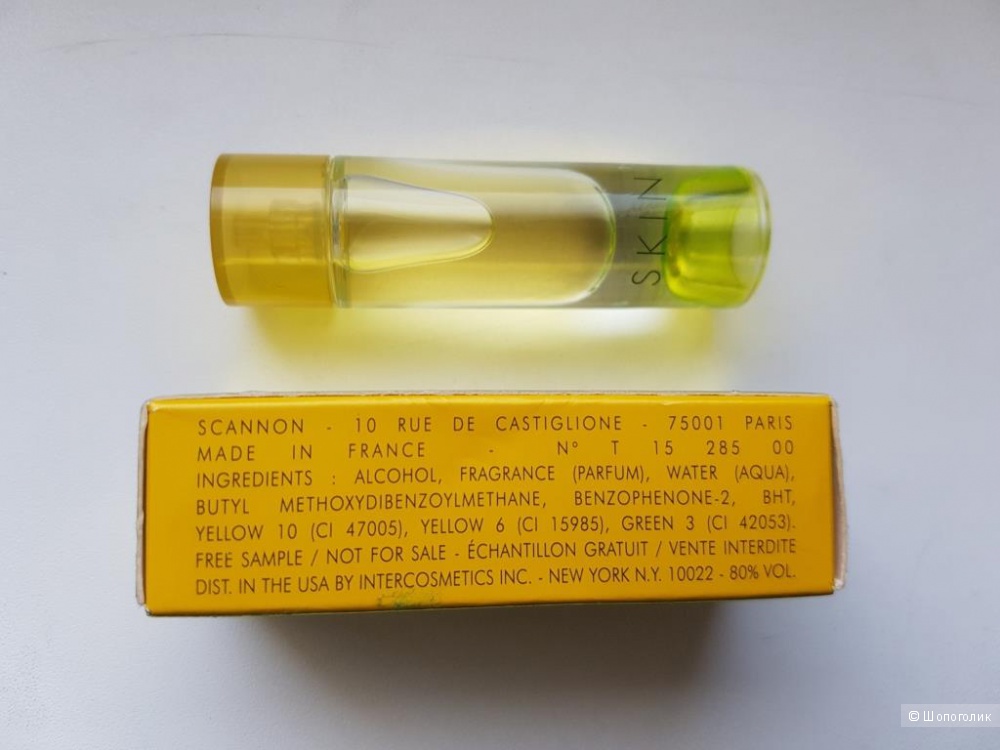 SKIN
SCANNON - 10 RUE DE CASTIGLIONE - 75001 PARIS
MADE IN FRANCE - N° T 15 285 00
INGREDIENTS : ALCOHOL, FRAGRANCE (PARFUM), WATER (AQUA),
BUTYL METHOXYDIBENZOYLMETHANE, BENZOPHENONE-2, BHT,
YELLOW 10 (CI 47005), YELLOW 6 (CI 15985), GREEN 3 (CI 42053).
FREE SAMPLE / NOT FOR SALE - ÉCHANTILLON GRATUIT / VENTE INTERDITE
DIST. IN THE USA BY INTERCOSMETICS INC. - NEW YORK N.Y. 10022 - 80% VOL.
© Шопоголик